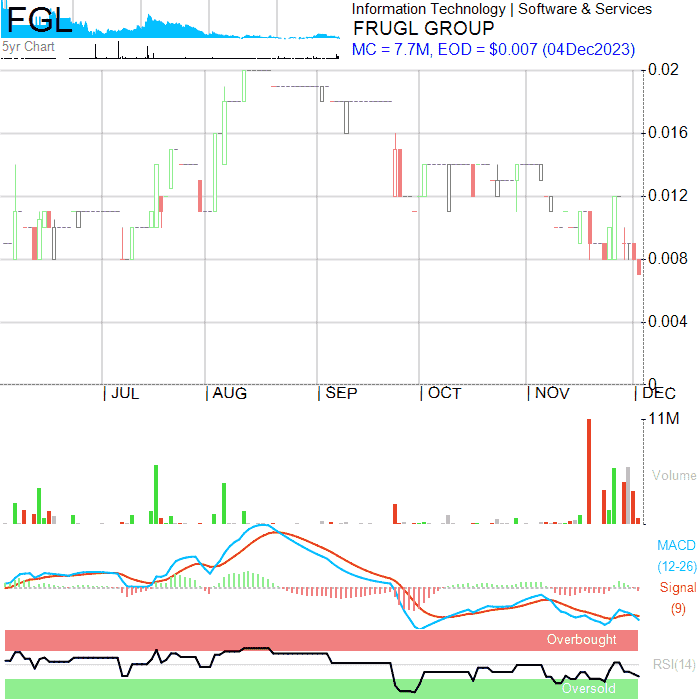 FGL
Information Technology | Software & Services
FRUGL GROUP
5yr Chart
MC = 7.7M, EOD = $0.007 (04Dec2023)
0.02
0.016
0.012
0.008
0.004
0
| JUL
| AUG
| SEP
| OCT
| NOV
| DEC
11M
Volume
MACD
(12-26)
Signal
(9)
Overbought
RSI(14)
Oversold